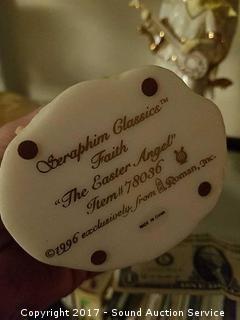 Seraphim Classics™
Faith
"The Easter Angel"
Item# 78036
©1996 exclusively from Roman, Inc.
MADE IN CHINA
Copyright 2017 - Sound Auction Service